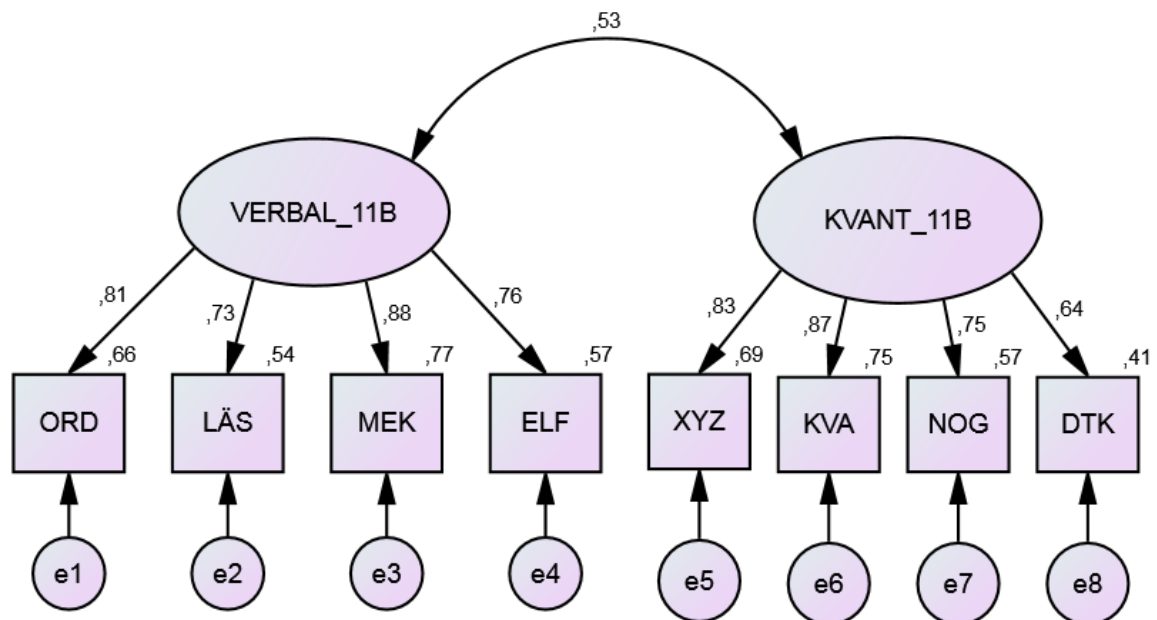 ,53
VERBAL_11B
KVANT_11B
,81
,73
,88
,76
,83
,87
,75
,64
,66
,54
,77
,57
,69
,75
,57
,41
ORD
LÄS
MEK
ELF
XYZ
KVA
NOG
DTK
e1
e2
e3
e4
e5
e6
e7
e8